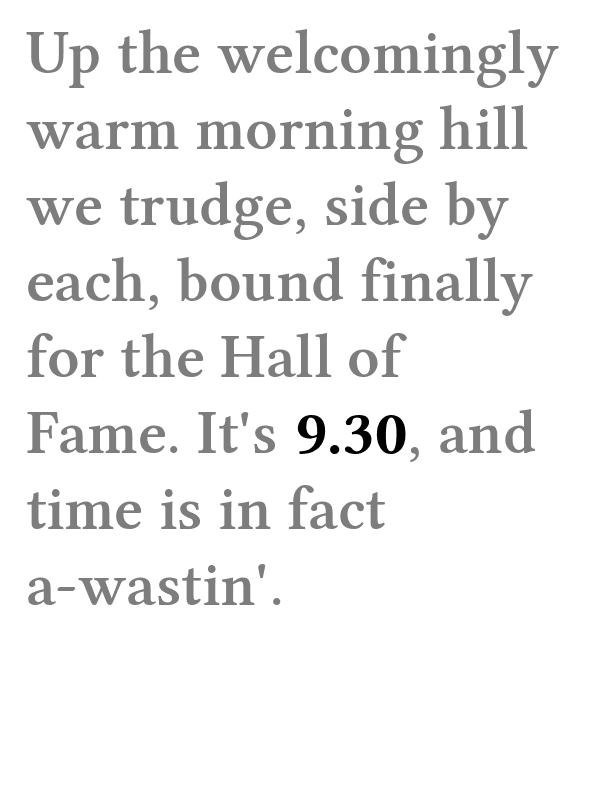 Up the welcomingly
warm morning hill
we trudge, side by
each, bound finally
for the Hall of
Fame. It's 9.30, and
time is in fact
a-wastin'.